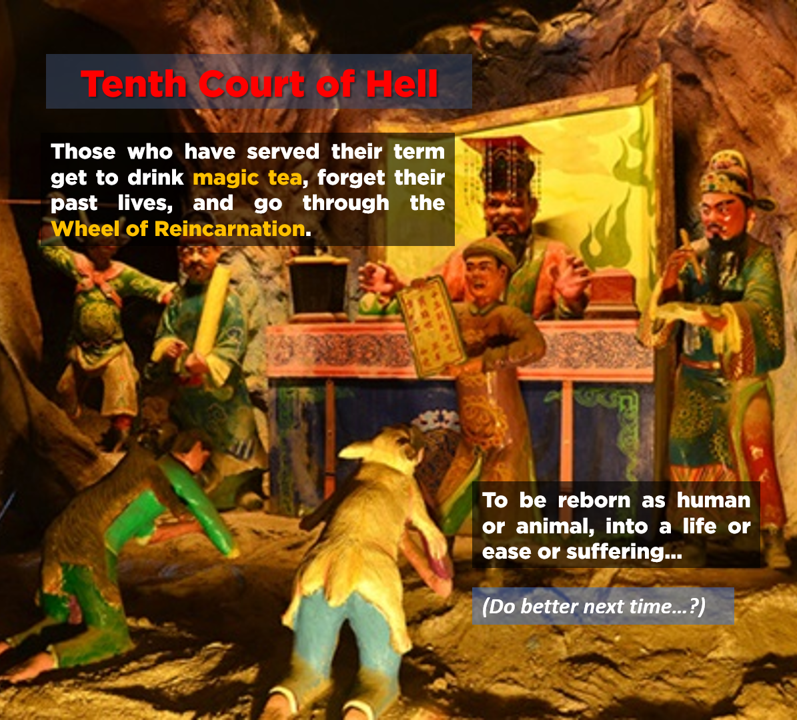 Tenth Court of Hell
Those who have served their term
get to drink magic tea, forget their
past lives, and go through the
Wheel of Reincarnation.
To be reborn as human
or animal, into a life or
ease or suffering...
(Do better next time...?)